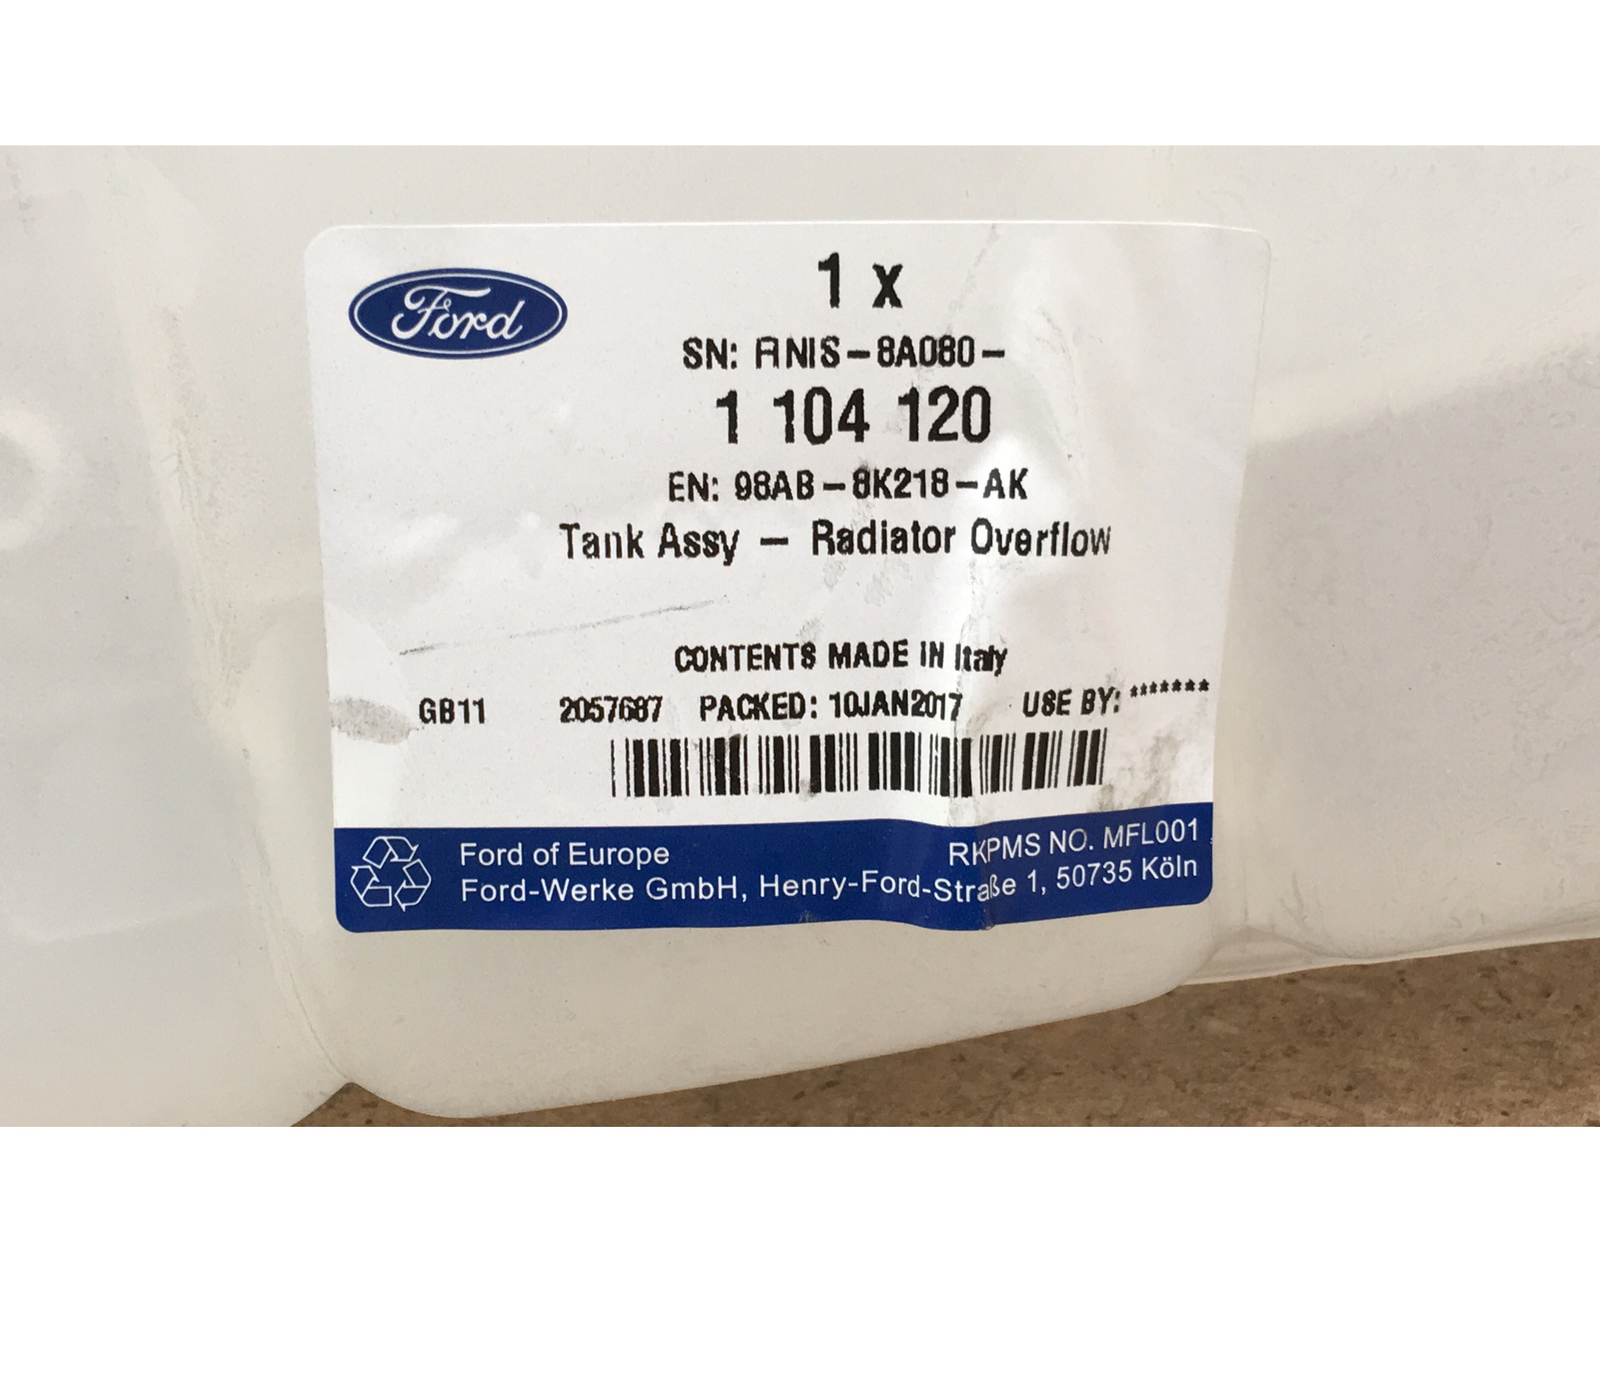 Ford
1 x
SN: ANIS-8A080-
1 104 120
EN: 98AB-8K218-AK
Tank Assy - Radiator Overflow
CONTENTS MADE IN Italy
GB11 2057687 PACKED: 10JAN2017 USE BY: *******
Ford of Europe RKPMS NO. MFL001
Ford-Werke GmbH, Henry-Ford-Straße 1, 50735 Köln